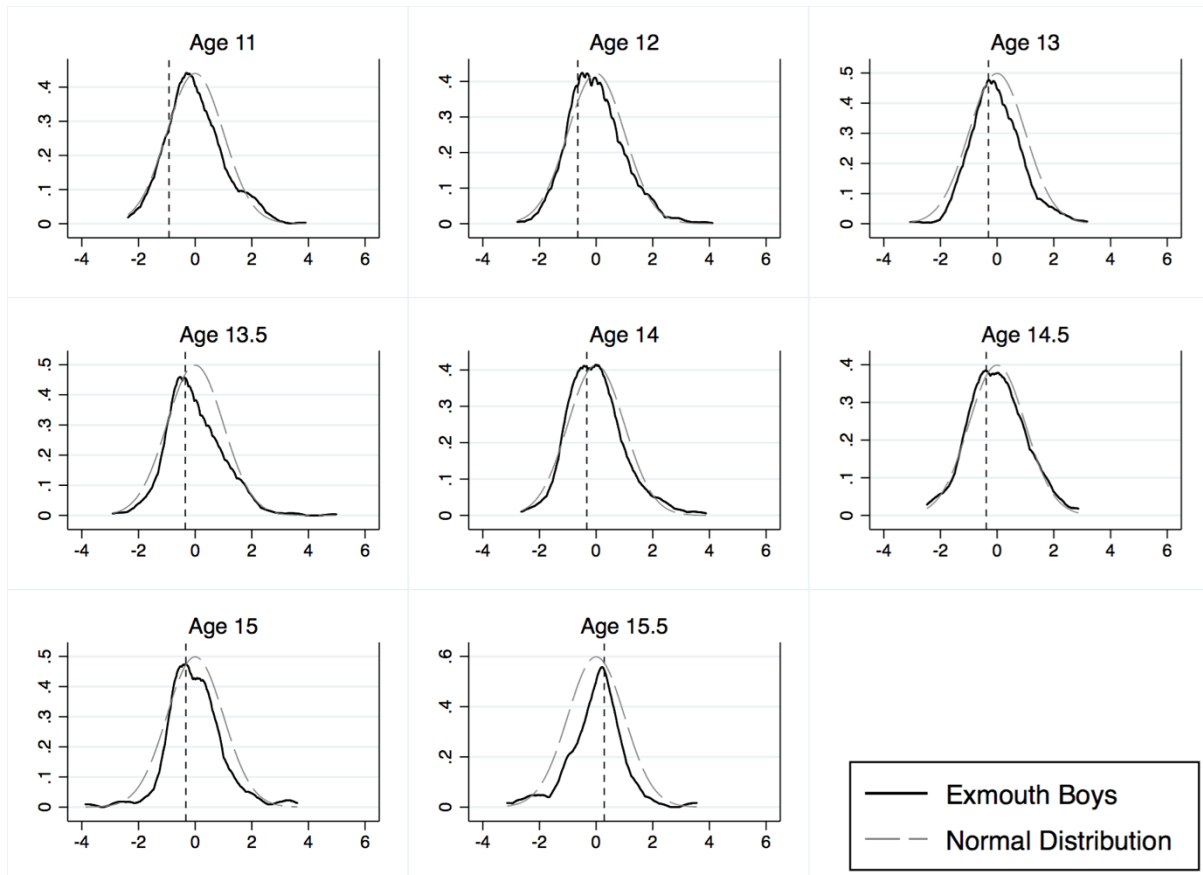 Age 11
.4
.3
.2
.1
0
-4 -2 0 2 4 6
Age 12
.4
.3
.2
.1
0
-4 -2 0 2 4 6
Age 13
.5
.4
.3
.2
.1
0
-4 -2 0 2 4 6
Age 13.5
.5
.4
.3
.2
.1
0
-4 -2 0 2 4 6
Age 14
.4
.3
.2
.1
0
-4 -2 0 2 4 6
Age 14.5
.4
.3
.2
.1
0
-4 -2 0 2 4 6
Age 15
.5
.4
.3
.2
.1
0
-4 -2 0 2 4 6
Age 15.5
.6
.4
.2
0
-4 -2 0 2 4 6
Exmouth Boys
Normal Distribution